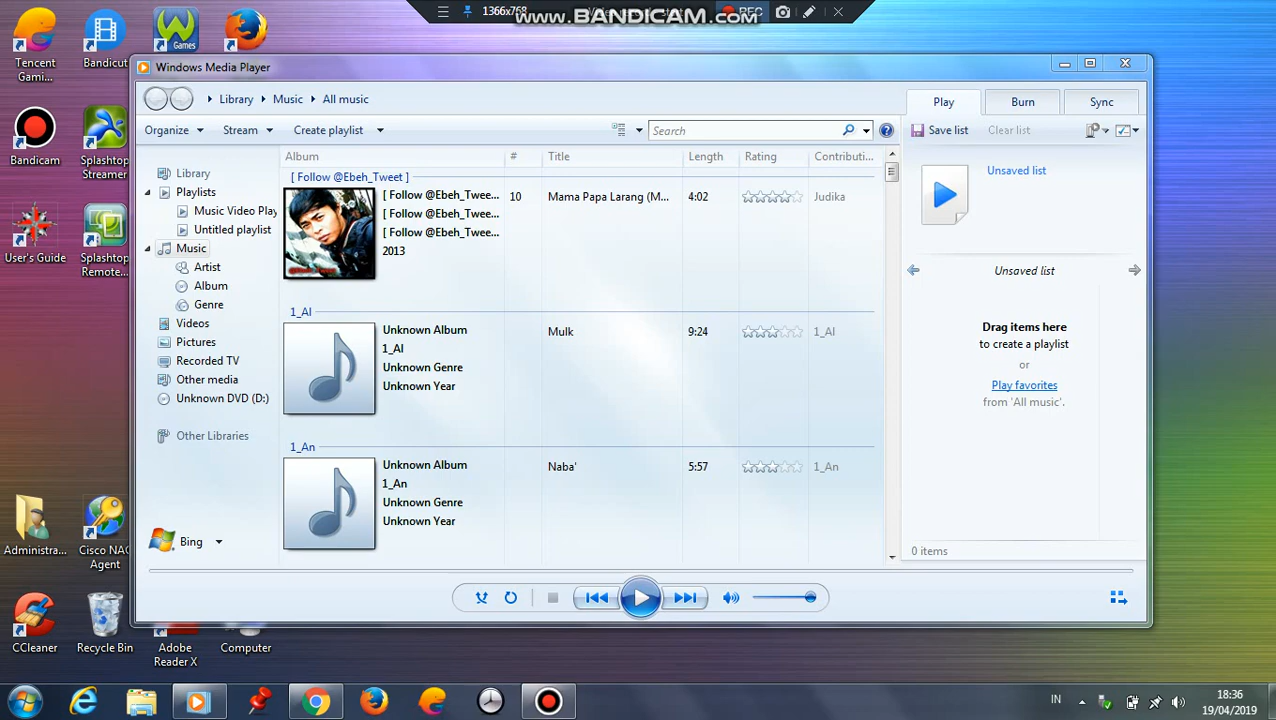 1366x768
REC
www.BANDICAM.com
Tencent
Gami...
Bandicut
Games
Bandicam
Splashtop
Streamer
User's Guide
Splashtop
Remote...
Administra...
Cisco NAC
Agent
CCleaner
Recycle Bin
Adobe
Reader X
Computer
Windows Media Player
Library
Music
All music
Play
Burn
Sync
Organize
Stream
Create playlist
Search
Save list
Clear list
Library
Playlists
Music Video Play
Untitled playlist
Music
Artist
Album
Genre
Videos
Pictures
Recorded TV
Other media
Unknown DVD (D:)
Other Libraries
Bing
Album # Title Length Rating Contributi...
[ Follow @Ebeh_Tweet ]
[ Follow @Ebeh_Twee... 10 Mama Papa Larang (M... 4:02 Judika
[ Follow @Ebeh_Twee...
[ Follow @Ebeh_Twee...
2013
1_Al
Unknown Album Mulk 9:24 1_Al
1_Al
Unknown Genre
Unknown Year
1_An
Unknown Album Naba' 5:57 1_An
1_An
Unknown Genre
Unknown Year
Unsaved list
Unsaved list
Drag items here
to create a playlist
or
Play favorites
from 'All music'.
0 items
IN
18:36
19/04/2019